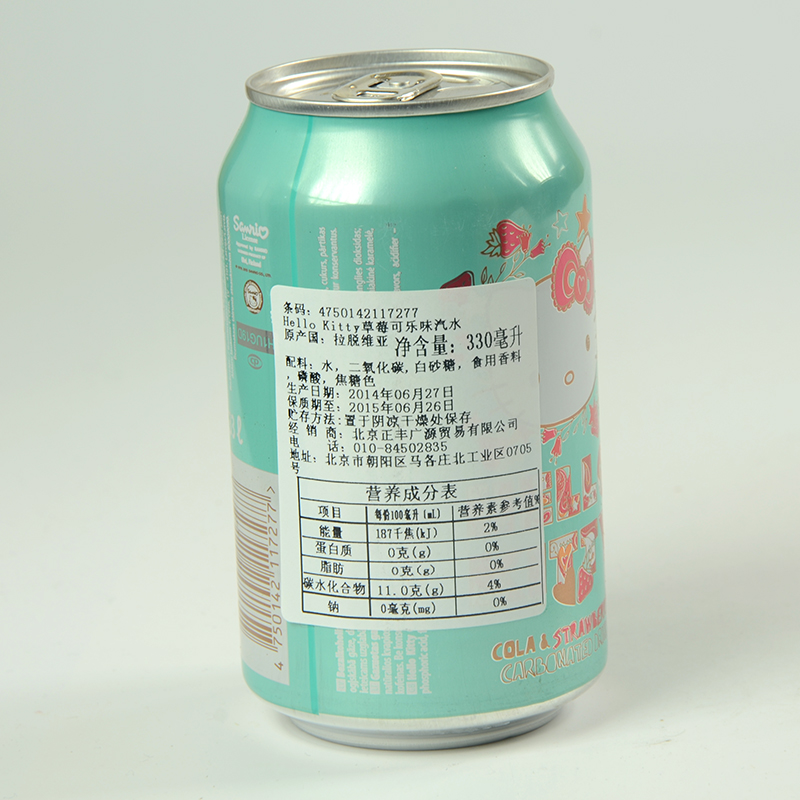 Sanrio
License
条码: 4750142117277
Hello Kitty草莓可乐味汽水
原产国: 拉脱维亚 净含量: 330毫升
配料: 水, 二氧化碳, 白砂糖, 食用香料
, 磷酸, 焦糖色
生产日期: 2014年06月27日
保质期至: 2015年06月26日
贮存方法:置于阴凉干燥处保存
经 销 商: 北京正丰广源贸易有限公司
电 话: 010-84502835
地址: 北京市朝阳区马各庄北工业区0705
号
营养成分表
项目 每份100毫升(ml) 营养素参考值%
能量 187千焦(kJ) 2%
蛋白质 0克(g) 0%
脂肪 0克(g) 0%
碳水化合物 11.0克(g) 4%
钠 0毫克(mg) 0%
4 750142 117277 >
COLA & STRAWBE
CARBONATED